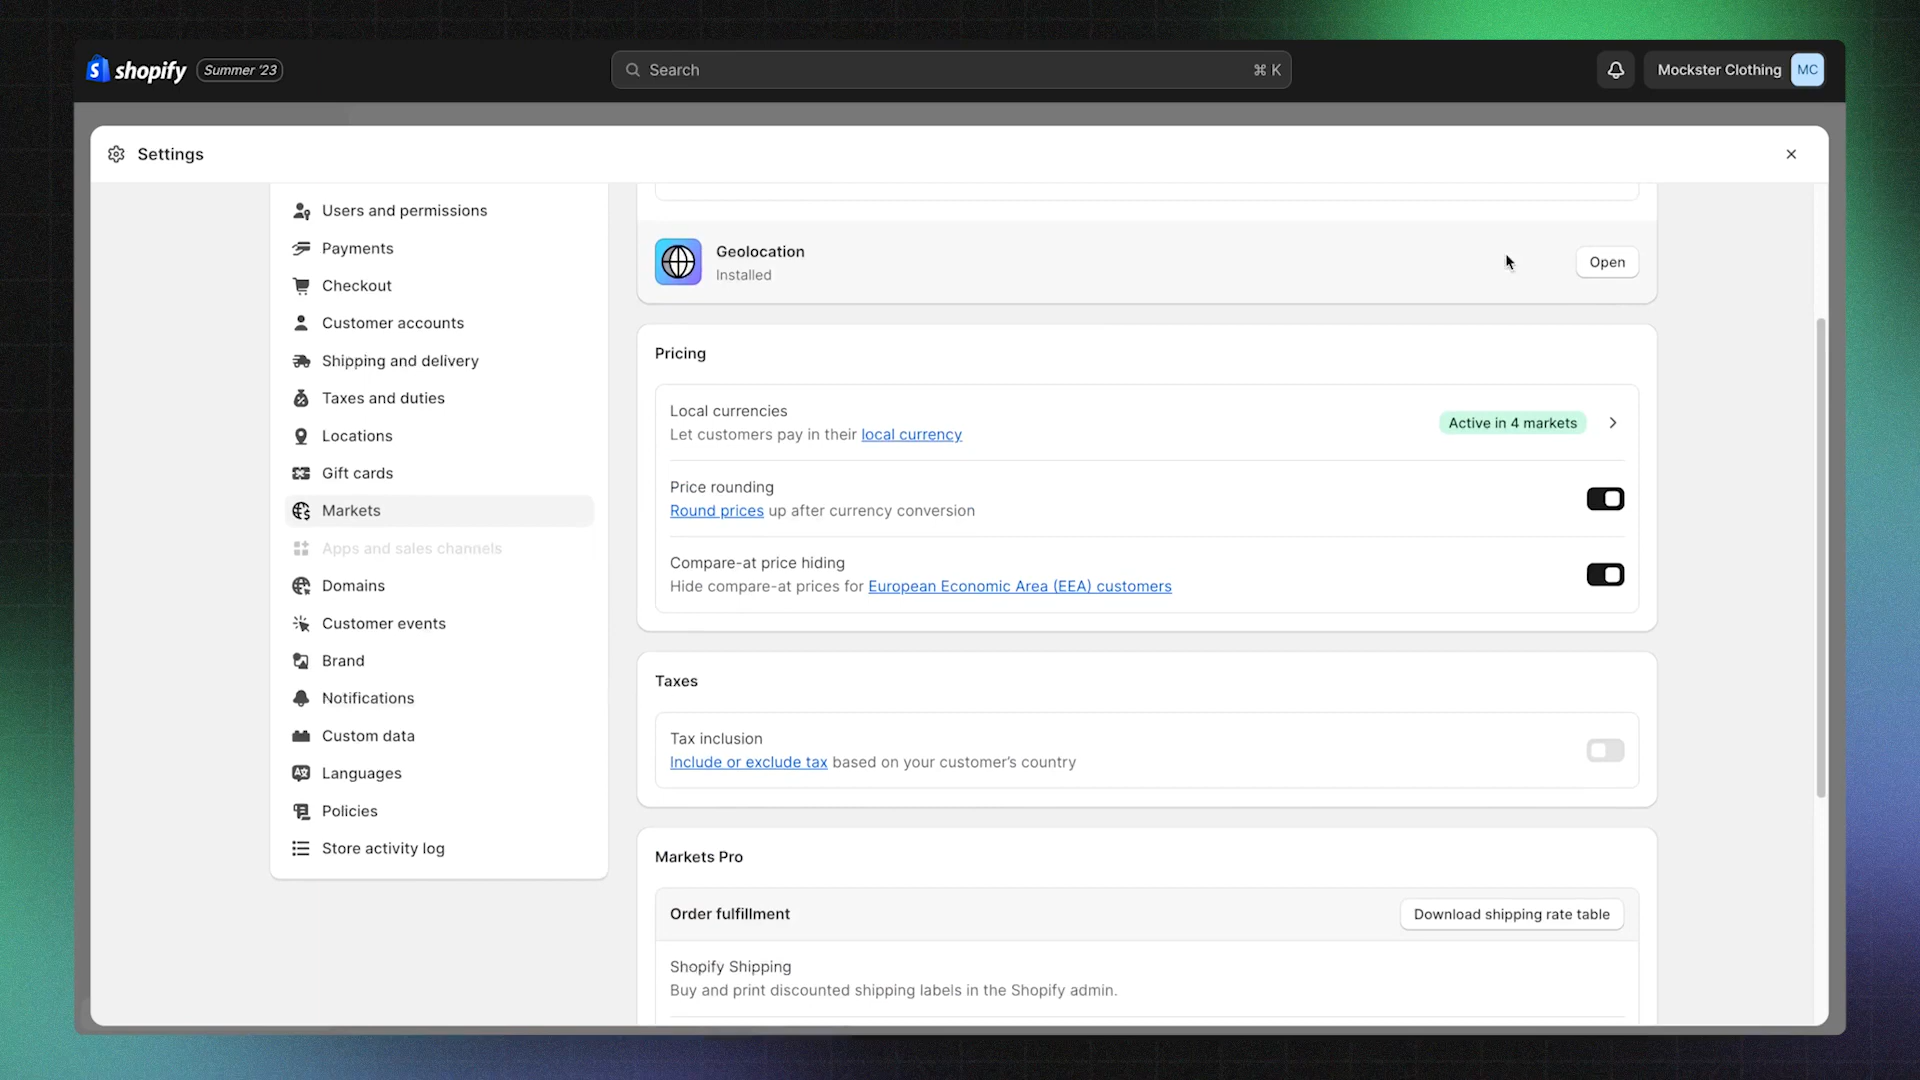 shopify Summer '23
Search ⌘ K
Mockster Clothing MC
Settings
Users and permissions
Payments
Checkout
Customer accounts
Shipping and delivery
Taxes and duties
Locations
Gift cards
Markets
Apps and sales channels
Domains
Customer events
Brand
Notifications
Custom data
Languages
Policies
Store activity log
Geolocation
Installed
Open
Pricing
Local currencies
Let customers pay in their local currency
Active in 4 markets
Price rounding
Round prices up after currency conversion
Compare-at price hiding
Hide compare-at prices for European Economic Area (EEA) customers
Taxes
Tax inclusion
Include or exclude tax based on your customer’s country
Markets Pro
Order fulfillment
Download shipping rate table
Shopify Shipping
Buy and print discounted shipping labels in the Shopify admin.